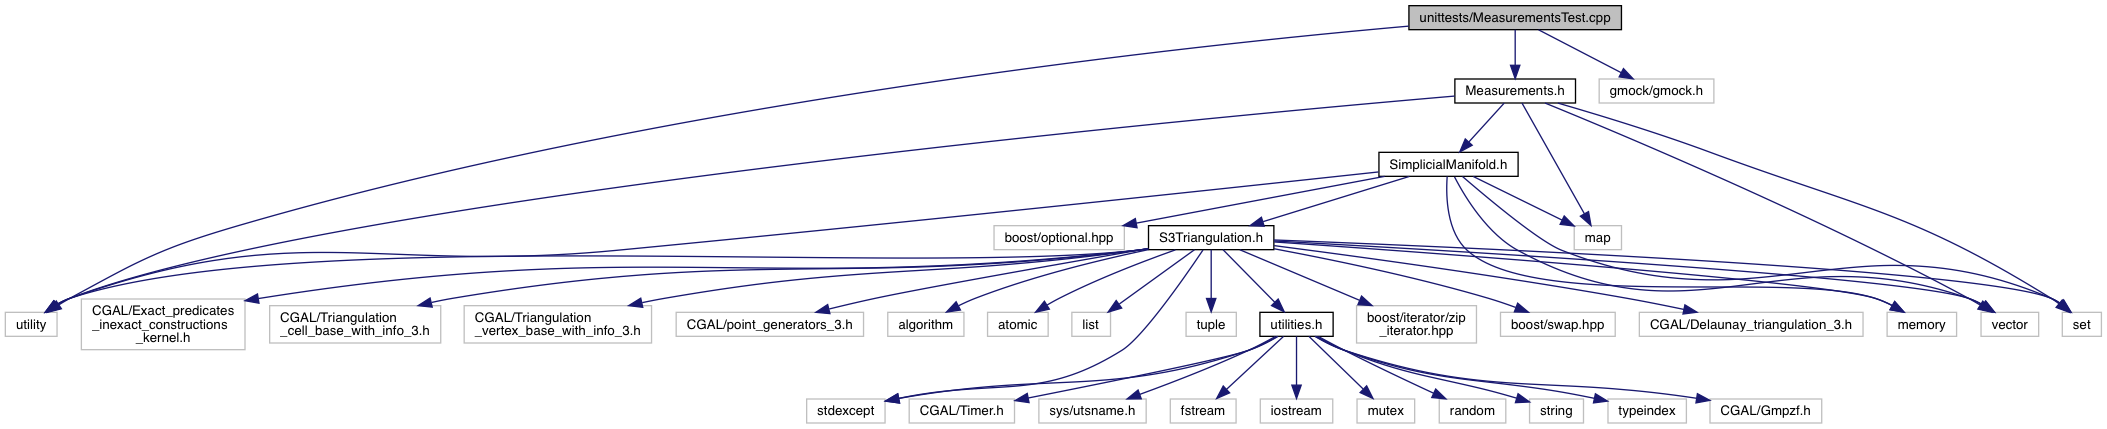 unittests/MeasurementsTest.cpp
Measurements.h
gmock/gmock.h
SimplicialManifold.h
boost/optional.hpp
S3Triangulation.h
map
utility
CGAL/Exact_predicates
_inexact_constructions
_kernel.h
CGAL/Triangulation
_cell_base_with_info_3.h
CGAL/Triangulation
_vertex_base_with_info_3.h
CGAL/point_generators_3.h
algorithm
atomic
list
tuple
utilities.h
boost/iterator/zip
_iterator.hpp
boost/swap.hpp
CGAL/Delaunay_triangulation_3.h
memory
vector
set
stdexcept
CGAL/Timer.h
sys/utsname.h
fstream
iostream
mutex
random
string
typeindex
CGAL/Gmpzf.h